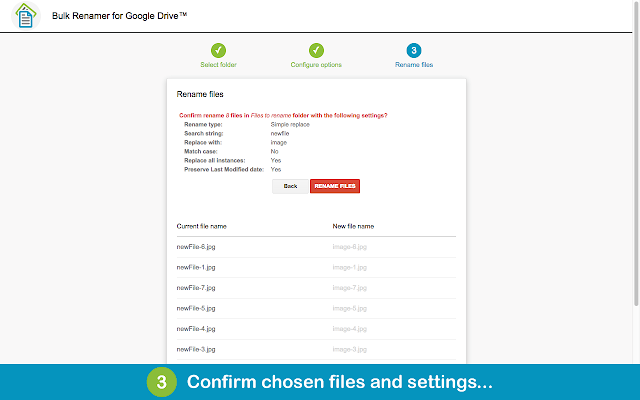 Bulk Renamer for Google Drive™
Select folder
Configure options
3
Rename files
Rename files
Confirm rename 8 files in Files to rename folder with the following settings?
Rename type: Simple replace
Search string: newfile
Replace with: image
Match case: No
Replace all instances: Yes
Preserve Last Modified date: Yes
Back RENAME FILES
Current file name New file name
newFile-6.jpg image-6.jpg
newFile-1.jpg image-1.jpg
newFile-7.jpg image-7.jpg
newFile-5.jpg image-5.jpg
newFile-4.jpg image-4.jpg
newFile-3.jpg image-3.jpg
3 Confirm chosen files and settings...